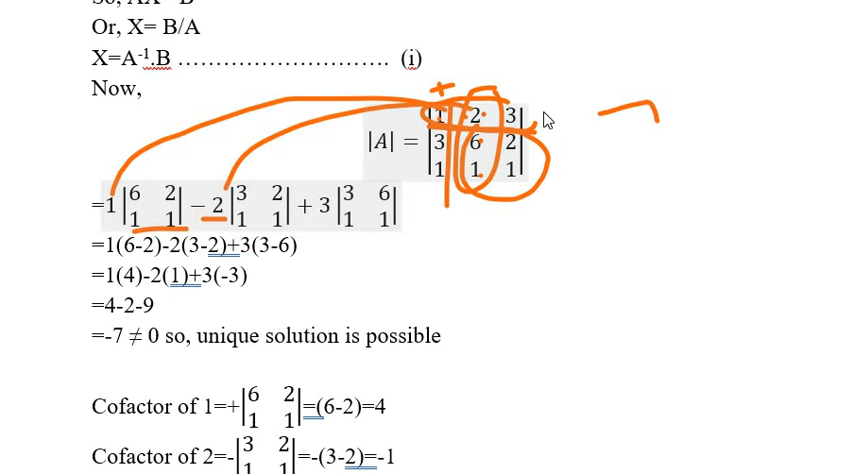 So, AX=B
Or, X= B/A
X=A⁻¹.B ................................ (i)
Now,
|A| = |1 2 3|
|3 6 2|
|1 1 1|
=1|6 2| − 2|3 2| + 3|3 6|
|1 1| |1 1| |1 1|
=1(6-2)-2(3-2)+3(3-6)
=1(4)-2(1)+3(-3)
=4-2-9
=-7 ≠ 0 so, unique solution is possible
Cofactor of 1=+|6 2|=(6-2)=4
|1 1|
Cofactor of 2=-|3 2|=-(3-2)=-1
|1 1|